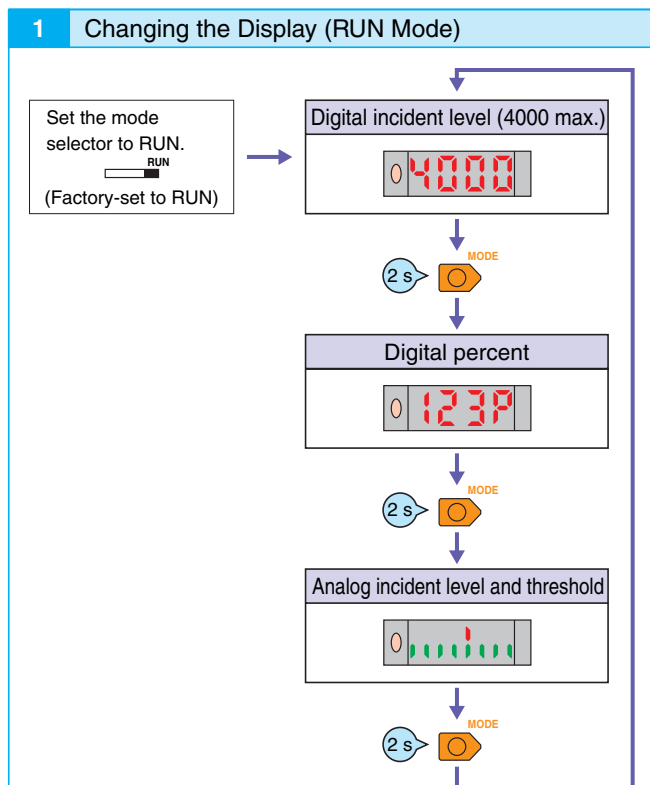 1 Changing the Display (RUN Mode)
Set the mode
selector to RUN.
RUN
(Factory-set to RUN)
Digital incident level (4000 max.)
4000
MODE
2 s
Digital percent
123P
MODE
2 s
Analog incident level and threshold
MODE
2 s